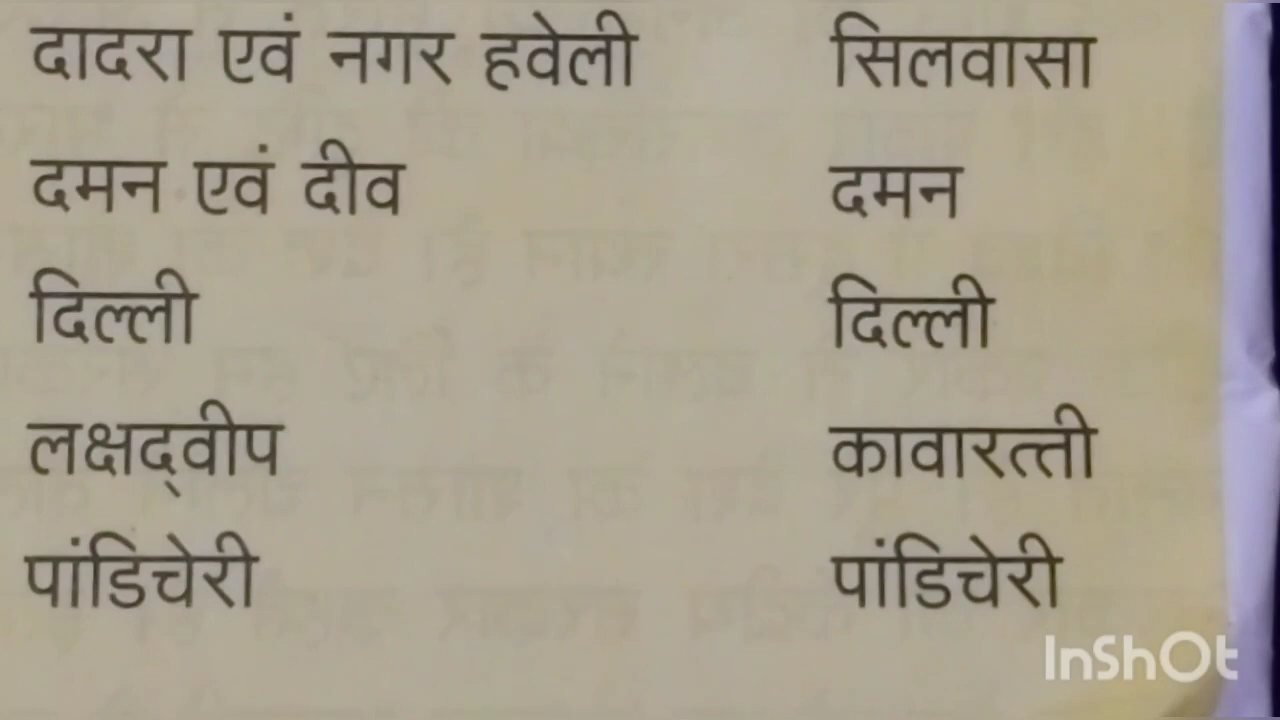 दादरा एवं नगर हवेली सिलवासा
दमन एवं दीव दमन
दिल्ली दिल्ली
लक्षद्‌वीप कावारत्ती
पांडिचेरी पांडिचेरी
InShOt